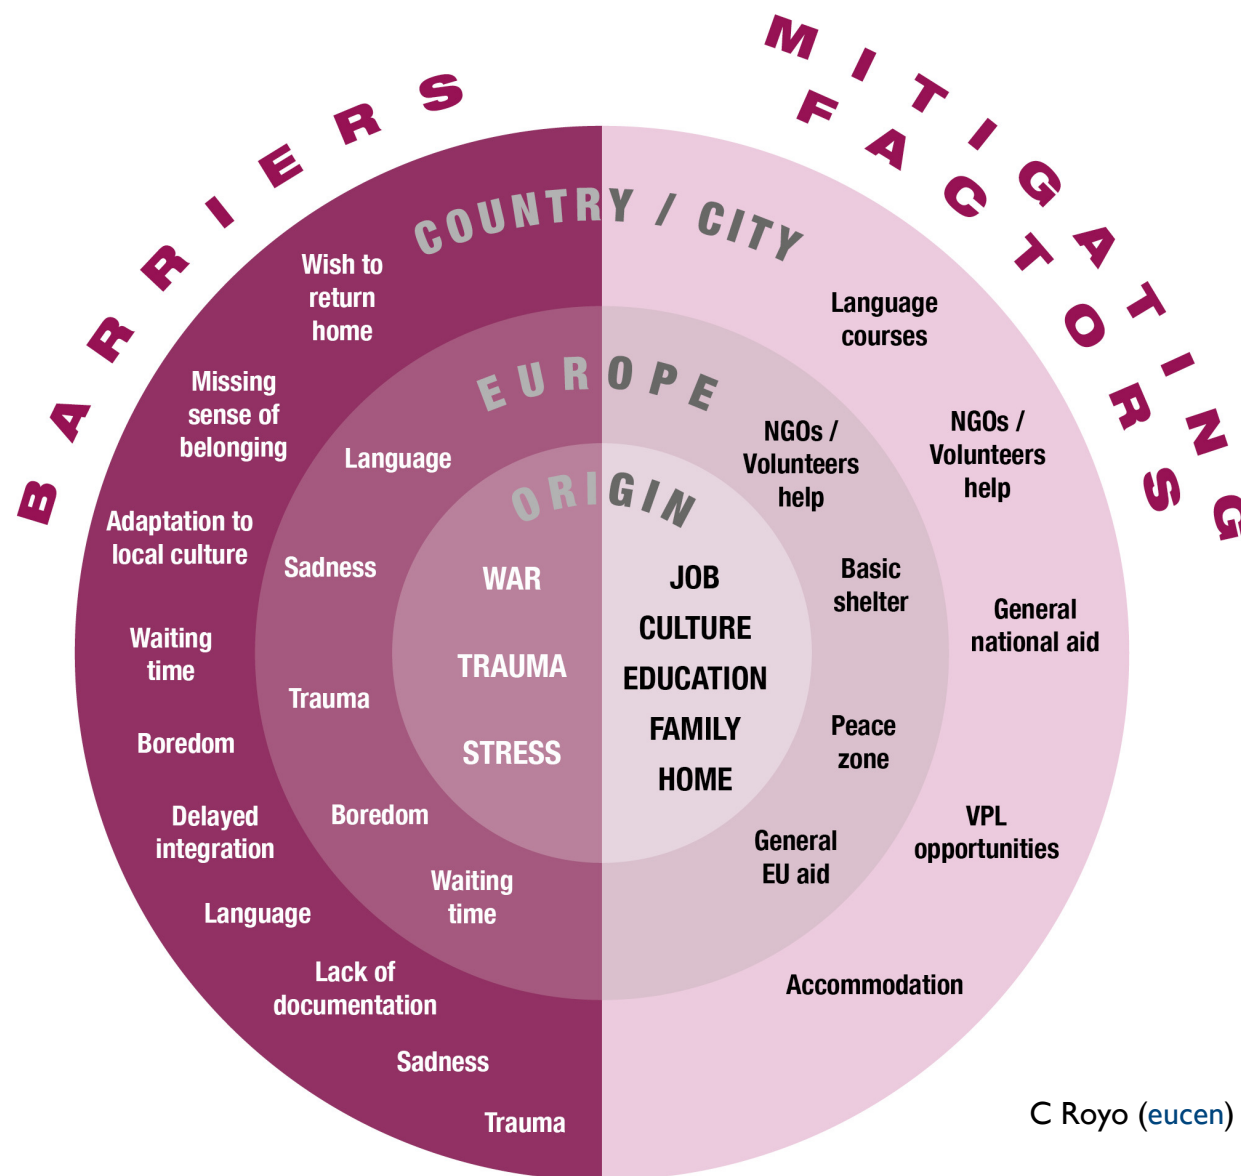 BARRIERS
MITIGATING
FACTORS
COUNTRY / CITY
EUROPE
ORIGIN
Wish to
return
home
Missing
sense of
belonging
Adaptation to
local culture
Waiting
time
Boredom
Delayed
integration
Language
Lack of
documentation
Sadness
Trauma
Language
Sadness
Trauma
Boredom
Waiting
time
WAR
TRAUMA
STRESS
JOB
CULTURE
EDUCATION
FAMILY
HOME
NGOs /
Volunteers
help
Basic
shelter
Peace
zone
General
EU aid
Language
courses
NGOs /
Volunteers
help
General
national aid
VPL
opportunities
Accommodation
C Royo (eucen)